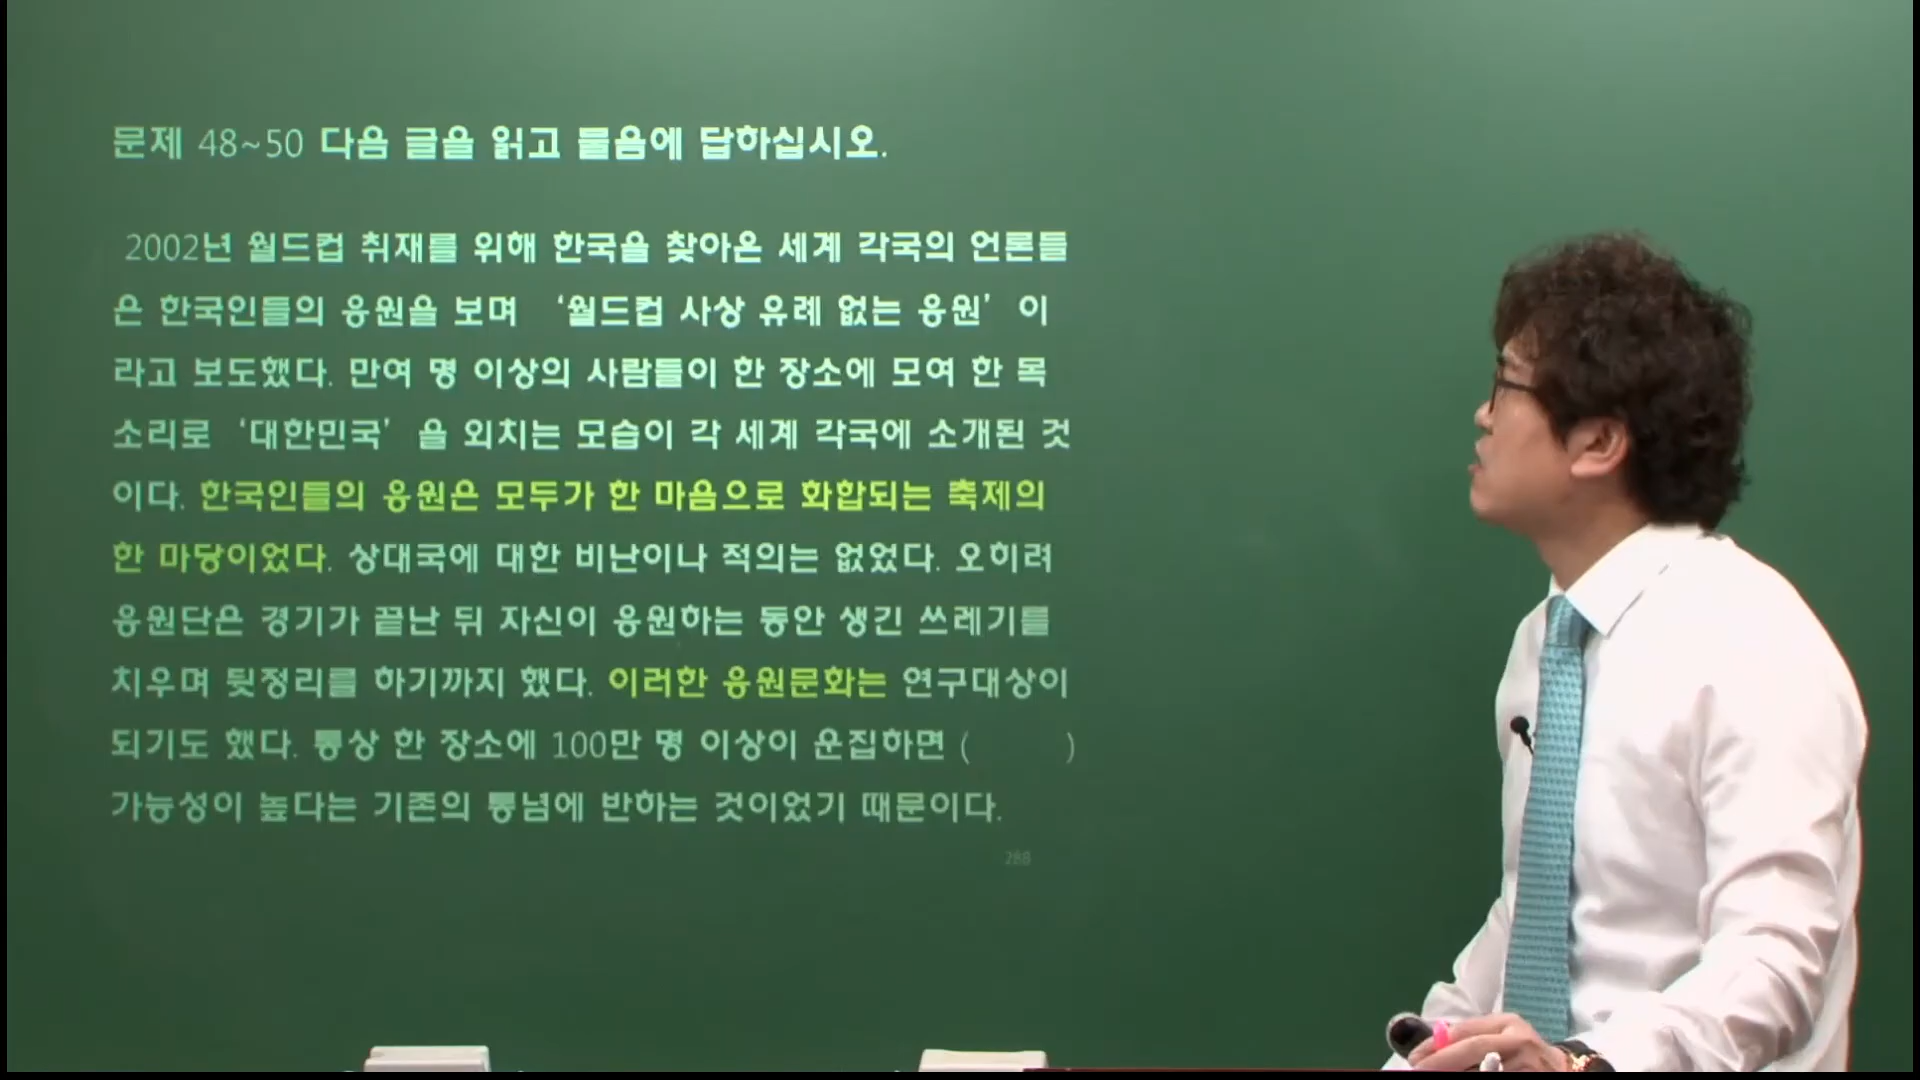 문제 48~50 다음 글을 읽고 물음에 답하십시오.
2002년 월드컵 취재를 위해 한국을 찾아온 세계 각국의 언론들
은 한국인들의 응원을 보며 ‘월드컵 사상 유례 없는 응원’ 이
라고 보도했다. 만여 명 이상의 사람들이 한 장소에 모여 한 목
소리로 ‘대한민국’ 을 외치는 모습이 각 세계 각국에 소개된 것
이다. 한국인들의 응원은 모두가 한 마음으로 화합되는 축제의
한 마당이었다. 상대국에 대한 비난이나 적의는 없었다. 오히려
응원단은 경기가 끝난 뒤 자신이 응원하는 동안 생긴 쓰레기를
치우며 뒷정리를 하기까지 했다. 이러한 응원문화는 연구대상이
되기도 했다. 통상 한 장소에 100만 명 이상이 운집하면 (          )
가능성이 높다는 기존의 통념에 반하는 것이었기 때문이다.
288